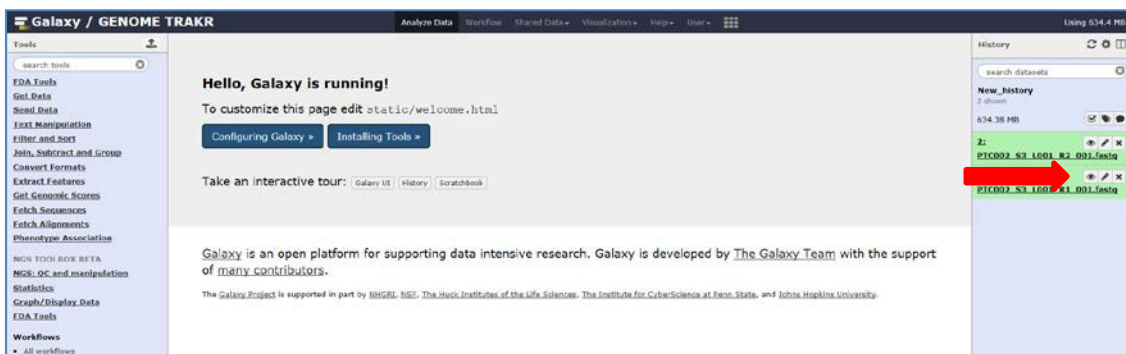 Galaxy / GENOME TRAKR
Analyze Data Workflow Shared Data Visualization Help User
Using 634.4 MB
Tools
search tools
FDA Tools
Get Data
Send Data
Text Manipulation
Filter and Sort
Join, Subtract and Group
Convert Formats
Extract Features
Get Genomic Scores
Fetch Sequences
Fetch Alignments
Phenotype Association
NGS TOOLBOX BETA
NGS: QC and manipulation
Statistics
Graph/Display Data
FDA Tools
Workflows
• All workflows
Hello, Galaxy is running!
To customize this page edit static/welcome.html
Configuring Galaxy » Installing Tools »
Take an interactive tour: Galaxy UI History Scratchbook
Galaxy is an open platform for supporting data intensive research. Galaxy is developed by The Galaxy Team with the support
of many contributors.
The Galaxy Project is supported in part by NHGRI, NSF, The Huck Institutes of the Life Sciences, The Institute for CyberScience at Penn State, and Johns Hopkins University.
History
search datasets
New_history
2 shown
634.38 MB
2:
PTC002_S3_L001_R2_001.fastq
PTC002_S3_L001_R1_001.fastq